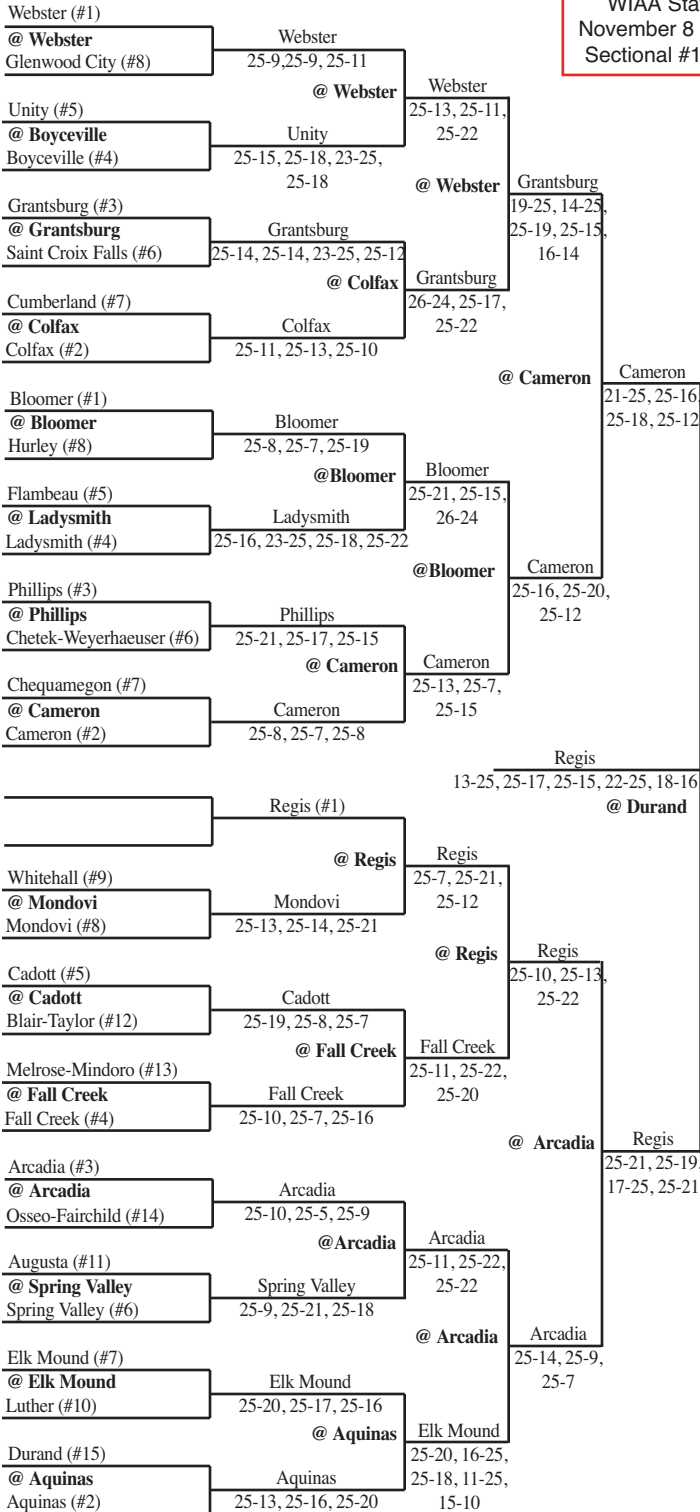 WIAA Sta
November 8
Sectional #1
Webster (#1)
@ Webster
Glenwood City (#8)
Webster
25-9,25-9, 25-11
@ Webster
Unity (#5)
@ Boyceville
Boyceville (#4)
Unity
25-15, 25-18, 23-25,
25-18
Webster
25-13, 25-11,
25-22
@ Webster
Grantsburg (#3)
@ Grantsburg
Saint Croix Falls (#6)
Grantsburg
25-14, 25-14, 23-25, 25-12
@ Colfax
Cumberland (#7)
@ Colfax
Colfax (#2)
Colfax
25-11, 25-13, 25-10
Grantsburg
26-24, 25-17,
25-22
Grantsburg
19-25, 14-25,
25-19, 25-15,
16-14
@ Cameron
Bloomer (#1)
@ Bloomer
Hurley (#8)
Bloomer
25-8, 25-7, 25-19
@Bloomer
Flambeau (#5)
@ Ladysmith
Ladysmith (#4)
Ladysmith
25-16, 23-25, 25-18, 25-22
Bloomer
25-21, 25-15,
26-24
@Bloomer
Phillips (#3)
@ Phillips
Chetek-Weyerhaeuser (#6)
Phillips
25-21, 25-17, 25-15
@ Cameron
Chequamegon (#7)
@ Cameron
Cameron (#2)
Cameron
25-8, 25-7, 25-8
Cameron
25-13, 25-7,
25-15
Cameron
25-16, 25-20,
25-12
Cameron
21-25, 25-16,
25-18, 25-12
Regis
13-25, 25-17, 25-15, 22-25, 18-16
@ Durand
Regis (#1)
@ Regis
Whitehall (#9)
@ Mondovi
Mondovi (#8)
Mondovi
25-13, 25-14, 25-21
Regis
25-7, 25-21,
25-12
@ Regis
Cadott (#5)
@ Cadott
Blair-Taylor (#12)
Cadott
25-19, 25-8, 25-7
@ Fall Creek
Melrose-Mindoro (#13)
@ Fall Creek
Fall Creek (#4)
Fall Creek
25-10, 25-7, 25-16
Fall Creek
25-11, 25-22,
25-20
Regis
25-10, 25-13,
25-22
@ Arcadia
Arcadia (#3)
@ Arcadia
Osseo-Fairchild (#14)
Arcadia
25-10, 25-5, 25-9
@Arcadia
Augusta (#11)
@ Spring Valley
Spring Valley (#6)
Spring Valley
25-9, 25-21, 25-18
Arcadia
25-11, 25-22,
25-22
@ Arcadia
Elk Mound (#7)
@ Elk Mound
Luther (#10)
Elk Mound
25-20, 25-17, 25-16
@ Aquinas
Durand (#15)
@ Aquinas
Aquinas (#2)
Aquinas
25-13, 25-16, 25-20
Elk Mound
25-20, 16-25,
25-18, 11-25,
15-10
Arcadia
25-14, 25-9,
25-7
Regis
25-21, 25-19,
17-25, 25-21